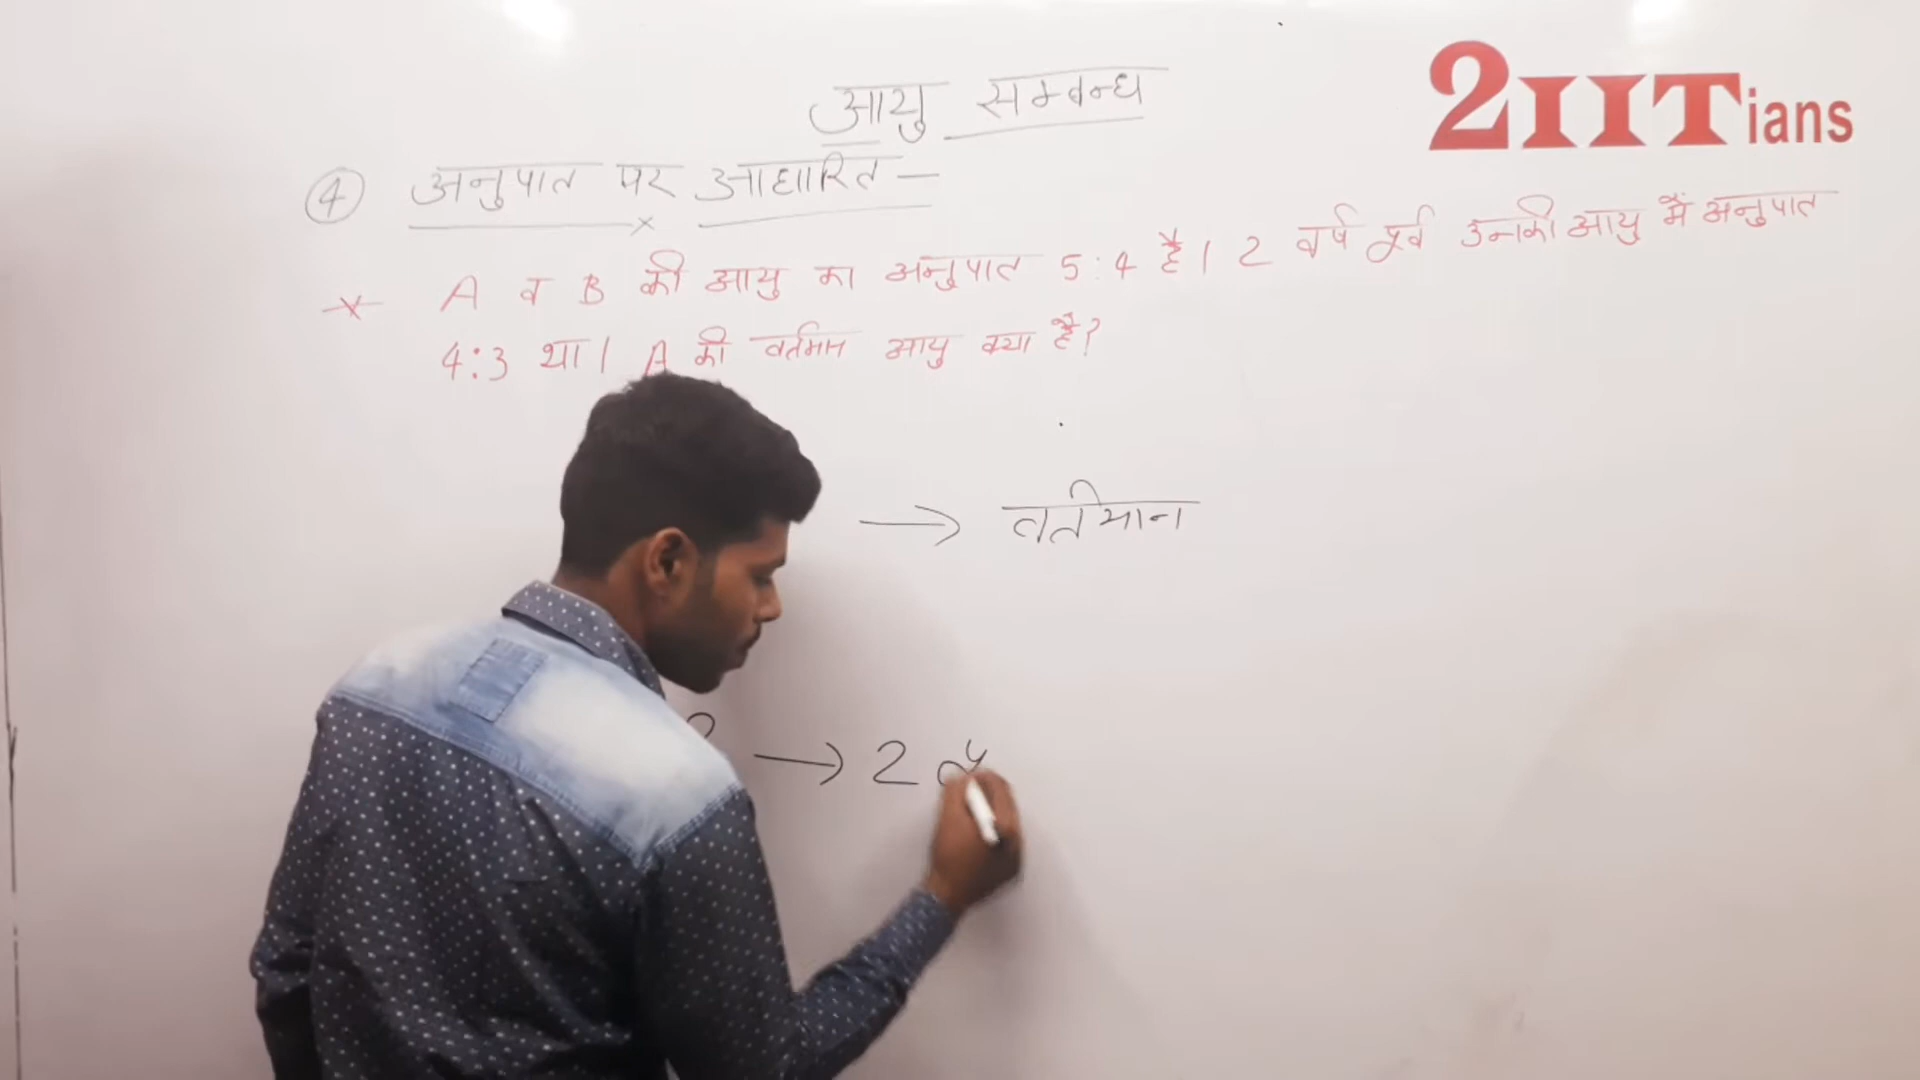 आयु सम्बन्ध
2IITians
④ अनुपात पर आधारित –
* A व B की आयु का अनुपात 5:4 है। 2 वर्ष पूर्व उनकी आयु में अनुपात
4:3 था। A की वर्तमान आयु क्या है?
→ वर्तमान
→ 2